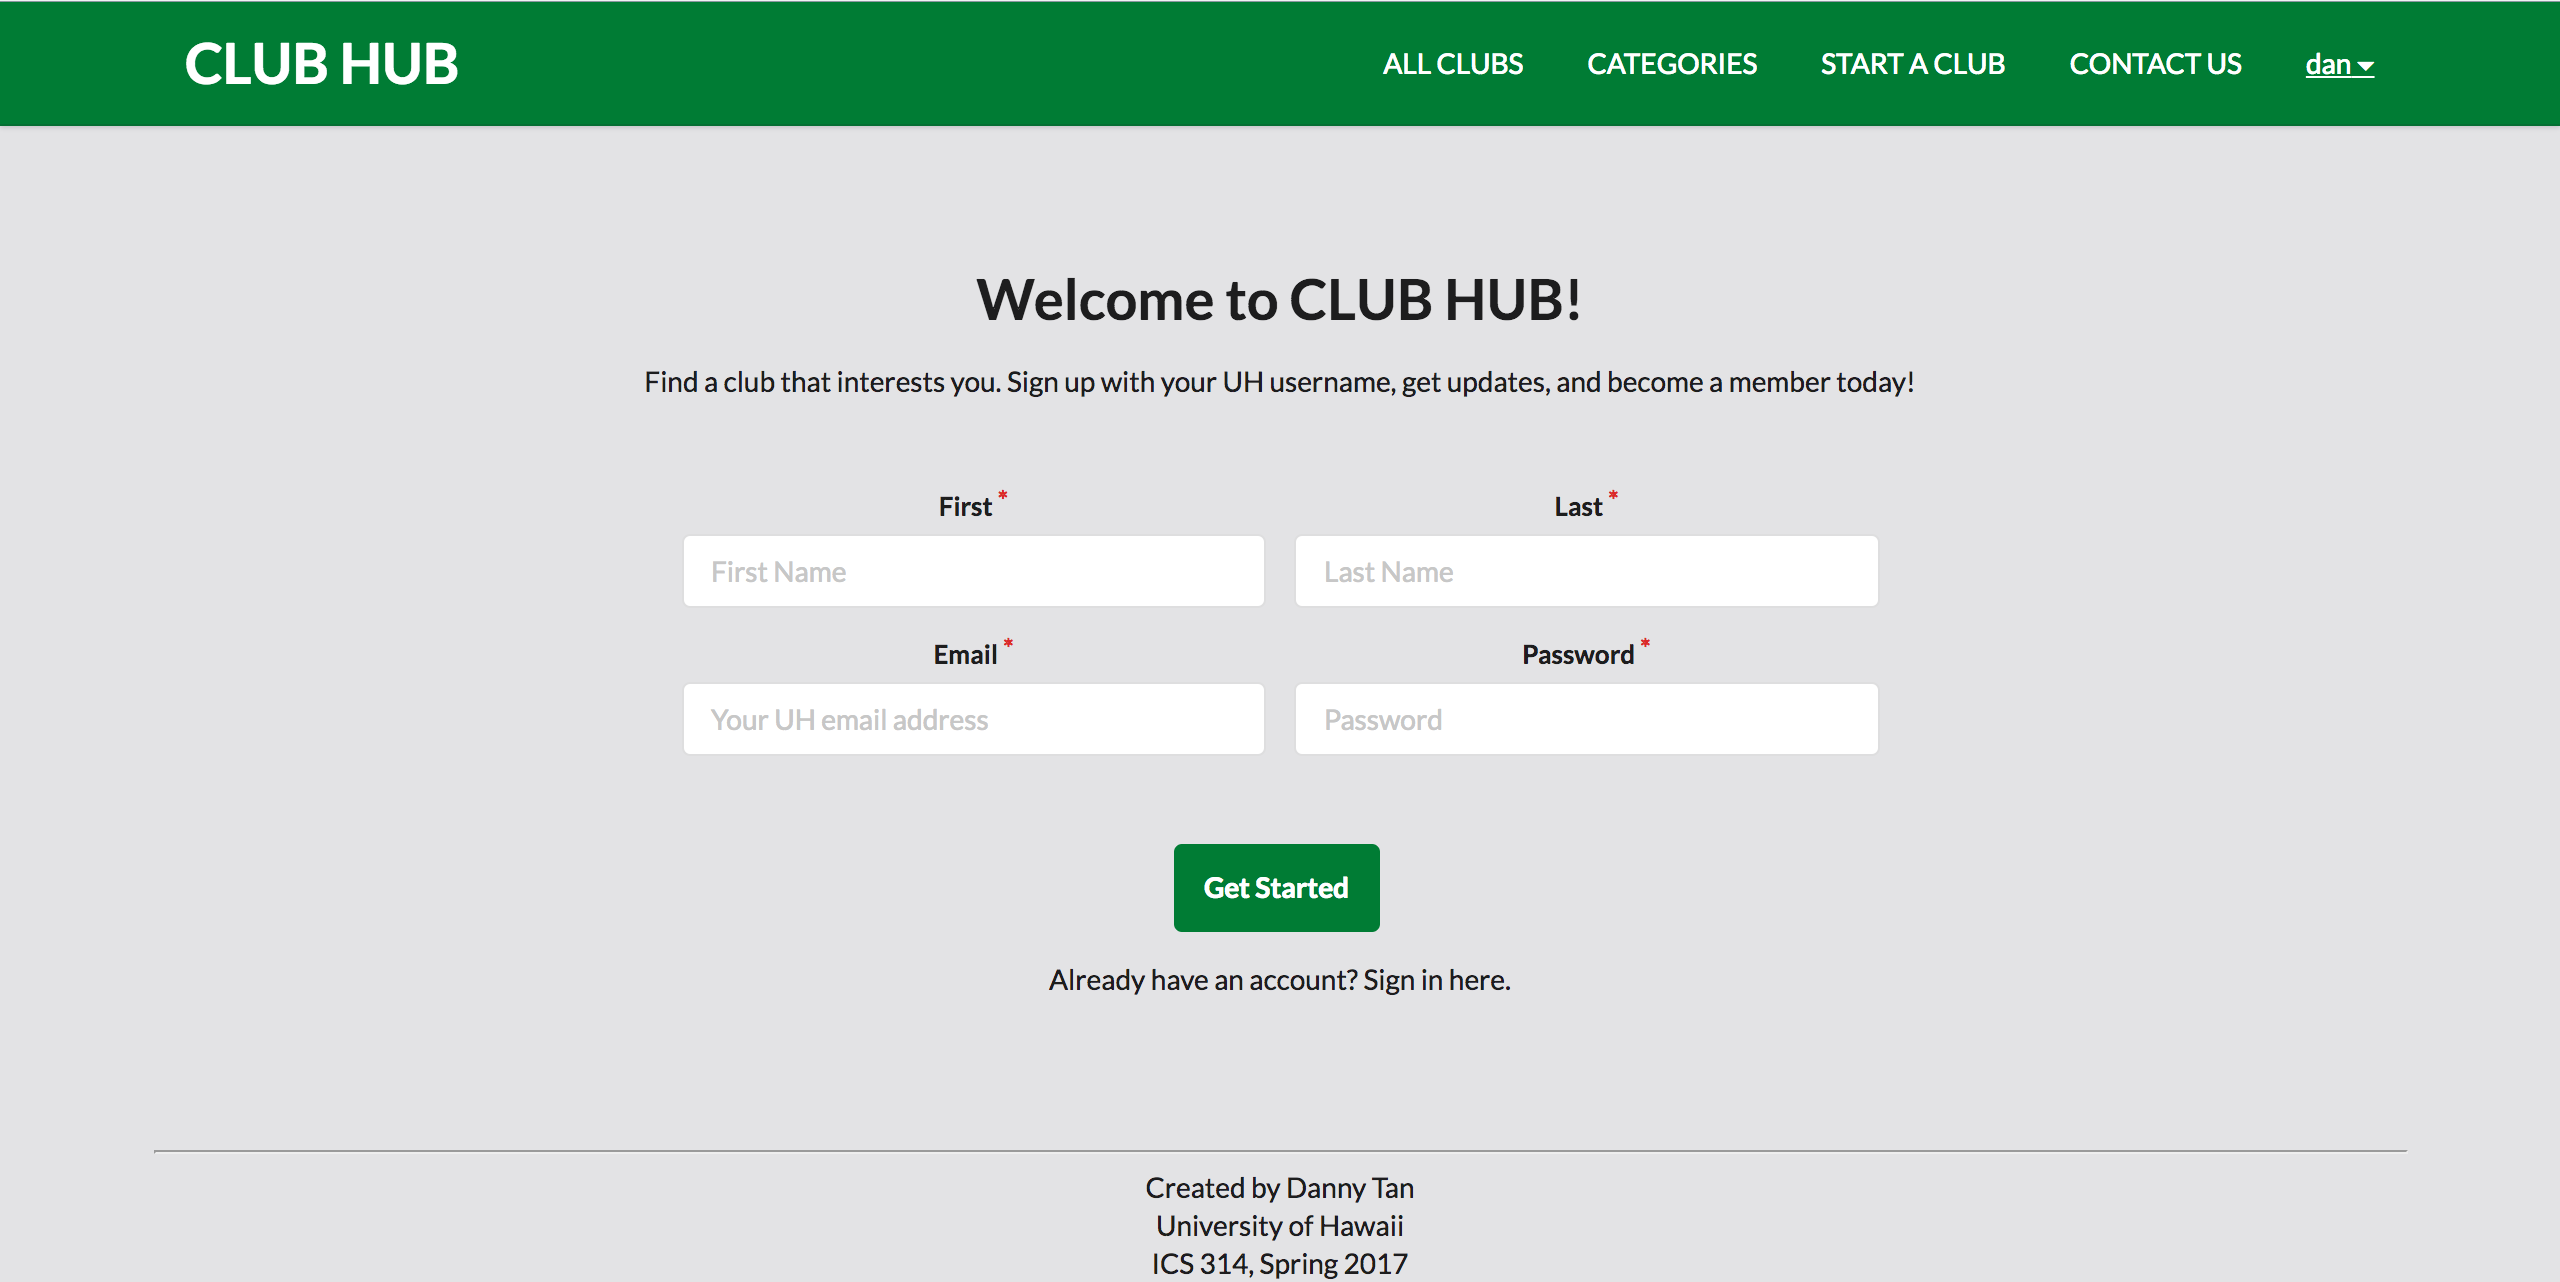 CLUB HUB
ALL CLUBS CATEGORIES START A CLUB CONTACT US dan
Welcome to CLUB HUB!
Find a club that interests you. Sign up with your UH username, get updates, and become a member today!
First * Last *
First Name Last Name
Email * Password *
Your UH email address Password
Get Started
Already have an account? Sign in here.
Created by Danny Tan
University of Hawaii
ICS 314, Spring 2017